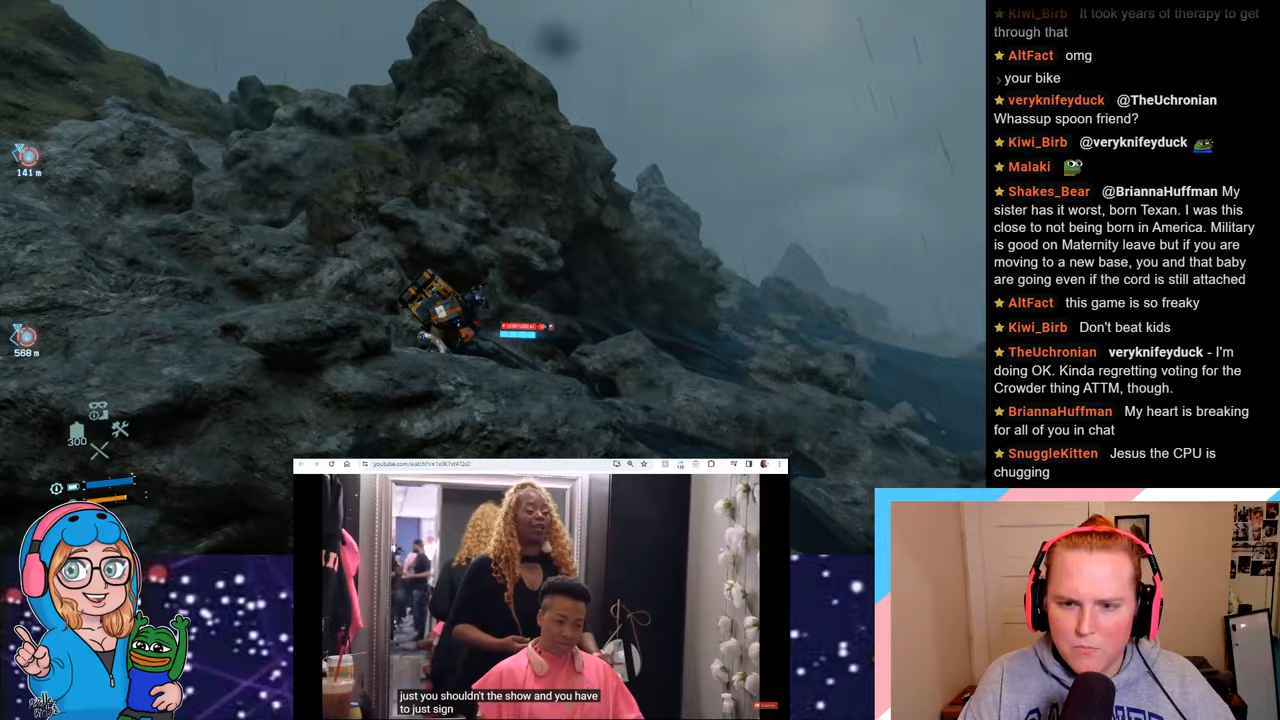 141 m
568 m
300
Kiwi_Birb It took years of therapy to get
through that
AltFact omg
your bike
veryknifeyduck @TheUchronian
Whassup spoon friend?
Kiwi_Birb @veryknifeyduck
Malaki
Shakes_Bear @BriannaHuffman My
sister has it worst, born Texan. I was this
close to not being born in America. Military
is good on Maternity leave but if you are
moving to a new base, you and that baby
are going even if the cord is still attached
AltFact this game is so freaky
Kiwi_Birb Don't beat kids
TheUchronian veryknifeyduck - I'm
doing OK. Kinda regretting voting for the
Crowder thing ATTM, though.
BriannaHuffman My heart is breaking
for all of you in chat
SnuggleKitten Jesus the CPU is
chugging
just you shouldn't the show and you have
to just sign